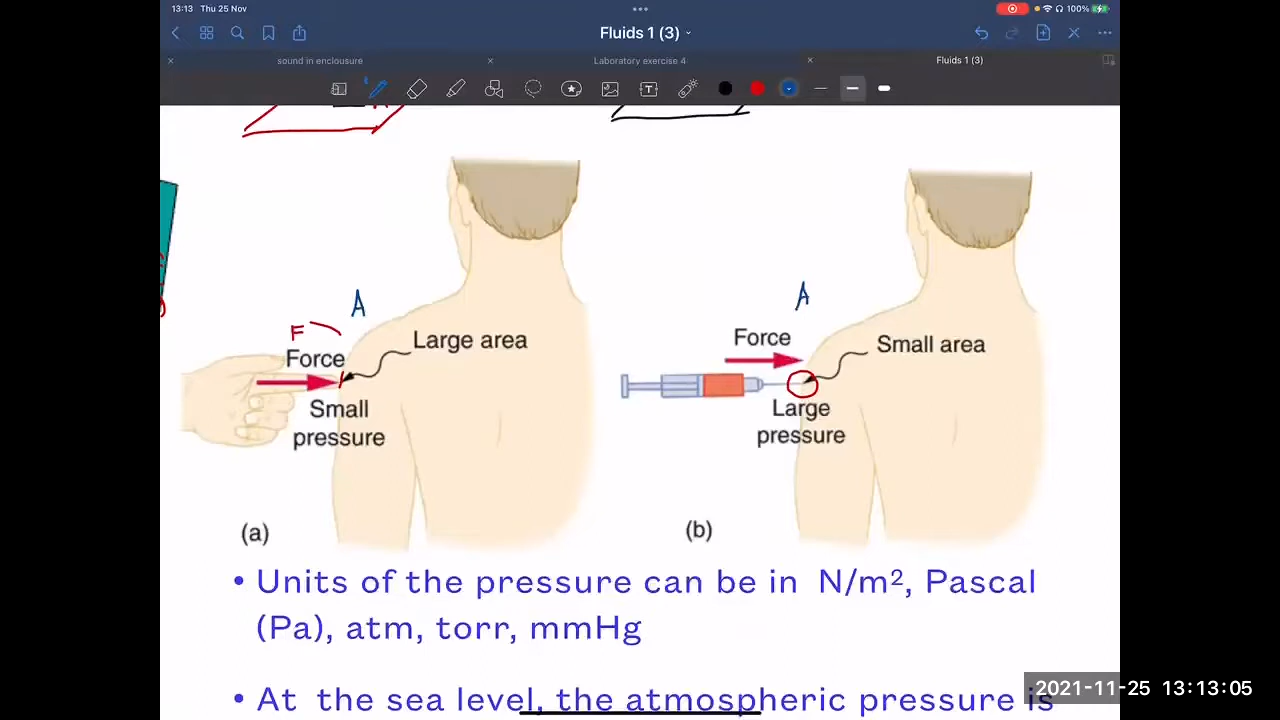 13:13 Thu 25 Nov
100%
Fluids 1 (3)
sound in enclousure
Laboratory exercise 4
Fluids 1 (3)
A
F
Force
Large area
Small
pressure
(a)
A
Force
Small area
Large
pressure
(b)
• Units of the pressure can be in N/m², Pascal
(Pa), atm, torr, mmHg
• At the sea level, the atmospheric pressure is
2021-11-25 13:13:05